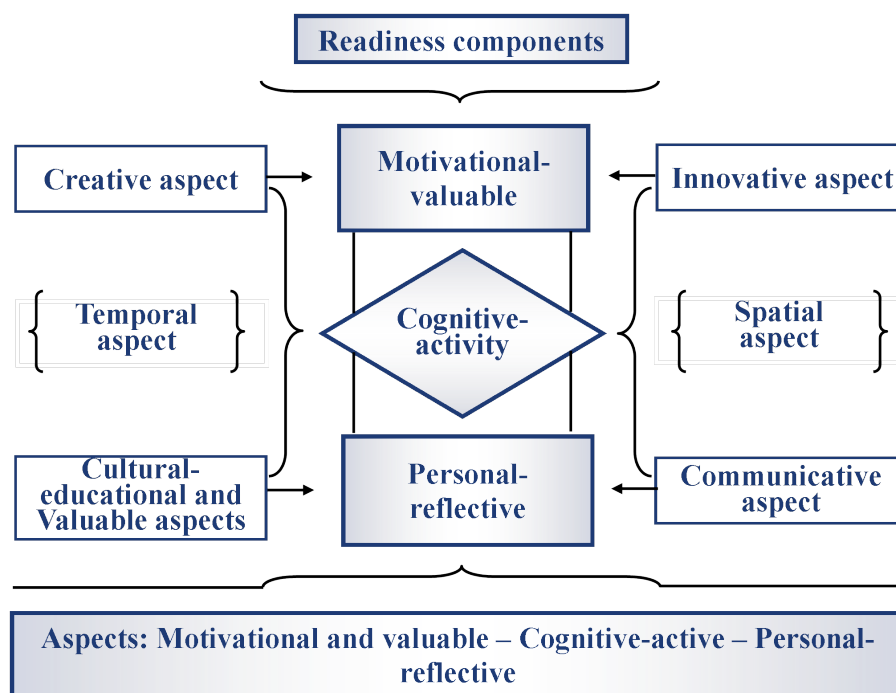 Readiness components
Creative aspect
Motivational-
valuable
Innovative aspect
Temporal
aspect
Cognitive-
activity
Spatial
aspect
Cultural-
educational and
Valuable aspects
Personal-
reflective
Communicative
aspect
Aspects: Motivational and valuable – Cognitive-active – Personal-
reflective